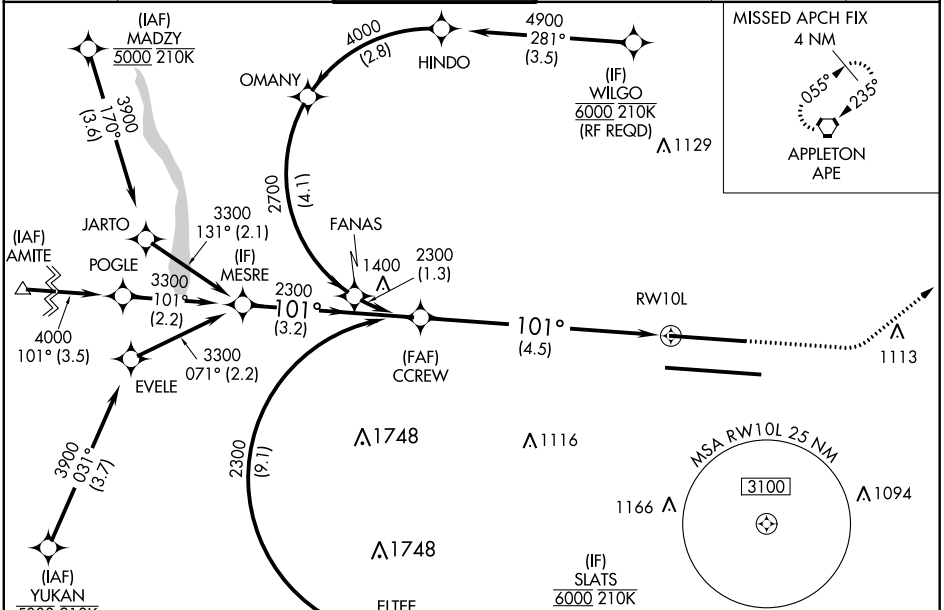 (IAF)
MADZY
5000 210K
3900
170°
(3.6)
4000
(2.8)
HINDO
4900
281°
(3.5)
OMANY
(IF)
WILGO
6000 210K
(RF REQD)
1129
MISSED APCH FIX
4 NM
055°
235°
APPLETON
APE
2700
(4.1)
JARTO
3300
131° (2.1)
FANAS
1400
2300
(1.3)
(IAF)
AMITE
POGLE
(IF)
MESRE
3300
101°
(2.2)
2300
101°
(3.2)
4000
101° (3.5)
RW10L
101°
(4.5)
1113
(FAF)
CCREW
3300
071° (2.2)
EVELE
3900
031°
(3.7)
2300
(9.1)
1748
1116
MSA RW10L 25 NM
3100
1166
1094
1748
(IAF)
YUKAN
5000 210K
(IF)
SLATS
6000 210K